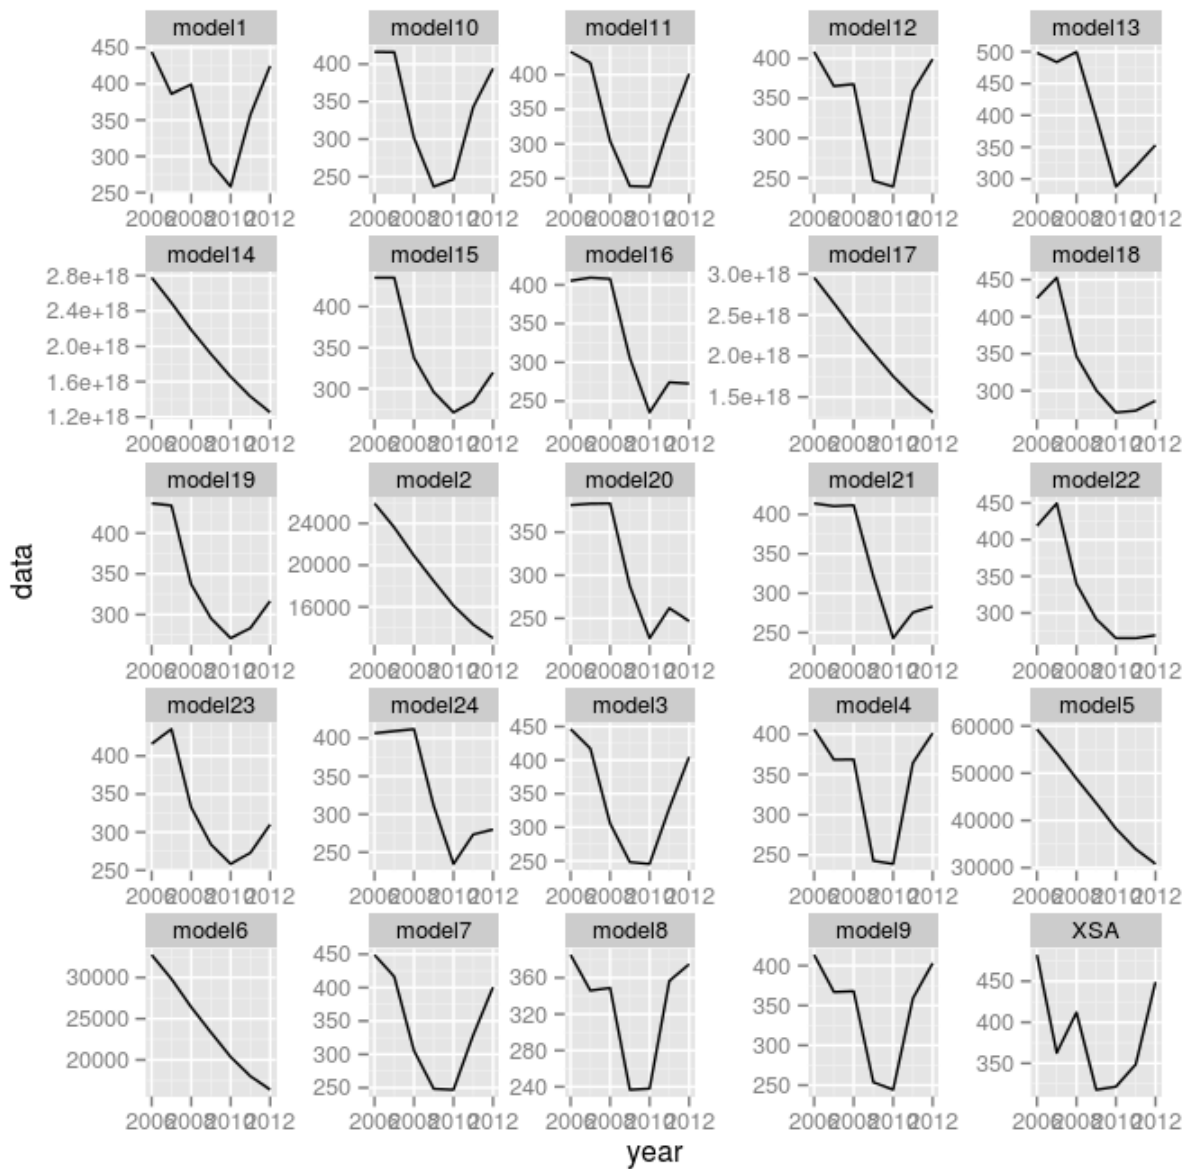 model1 model10 model11 model12 model13
450 400 400 400 500
400 350 350 350 450
350 300 300 300 400
300 250 250 250 350
250 300
2006 2008 2010 2012 2006 2008 2010 2012 2006 2008 2010 2012 2006 2008 2010 2012 2006 2008 2010 2012
model14 model15 model16 model17 model18
2.8e+18 400 400 3.0e+18 450
2.4e+18 350 350 2.5e+18 400
2.0e+18 300 300 2.0e+18 350
1.6e+18 250 1.5e+18 300
1.2e+18
2006 2008 2010 2012 2006 2008 2010 2012 2006 2008 2010 2012 2006 2008 2010 2012 2006 2008 2010 2012
model19 model2 model20 model21 model22
400 24000 350 400 450
350 20000 300 350 400
300 16000 250 300 350
250 300
2006 2008 2010 2012 2006 2008 2010 2012 2006 2008 2010 2012 2006 2008 2010 2012 2006 2008 2010 2012
data
model23 model24 model3 model4 model5
400 400 450 400 60000
350 350 400 350 50000
300 300 350 300 40000
250 250 300 250 30000
250
2006 2008 2010 2012 2006 2008 2010 2012 2006 2008 2010 2012 2006 2008 2010 2012 2006 2008 2010 2012
model6 model7 model8 model9 XSA
30000 450 360 400 450
25000 400 320 350 400
20000 350 280 300 350
300 240 250
250
2006 2008 2010 2012 2006 2008 2010 2012 2006 2008 2010 2012 2006 2008 2010 2012 2006 2008 2010 2012
year